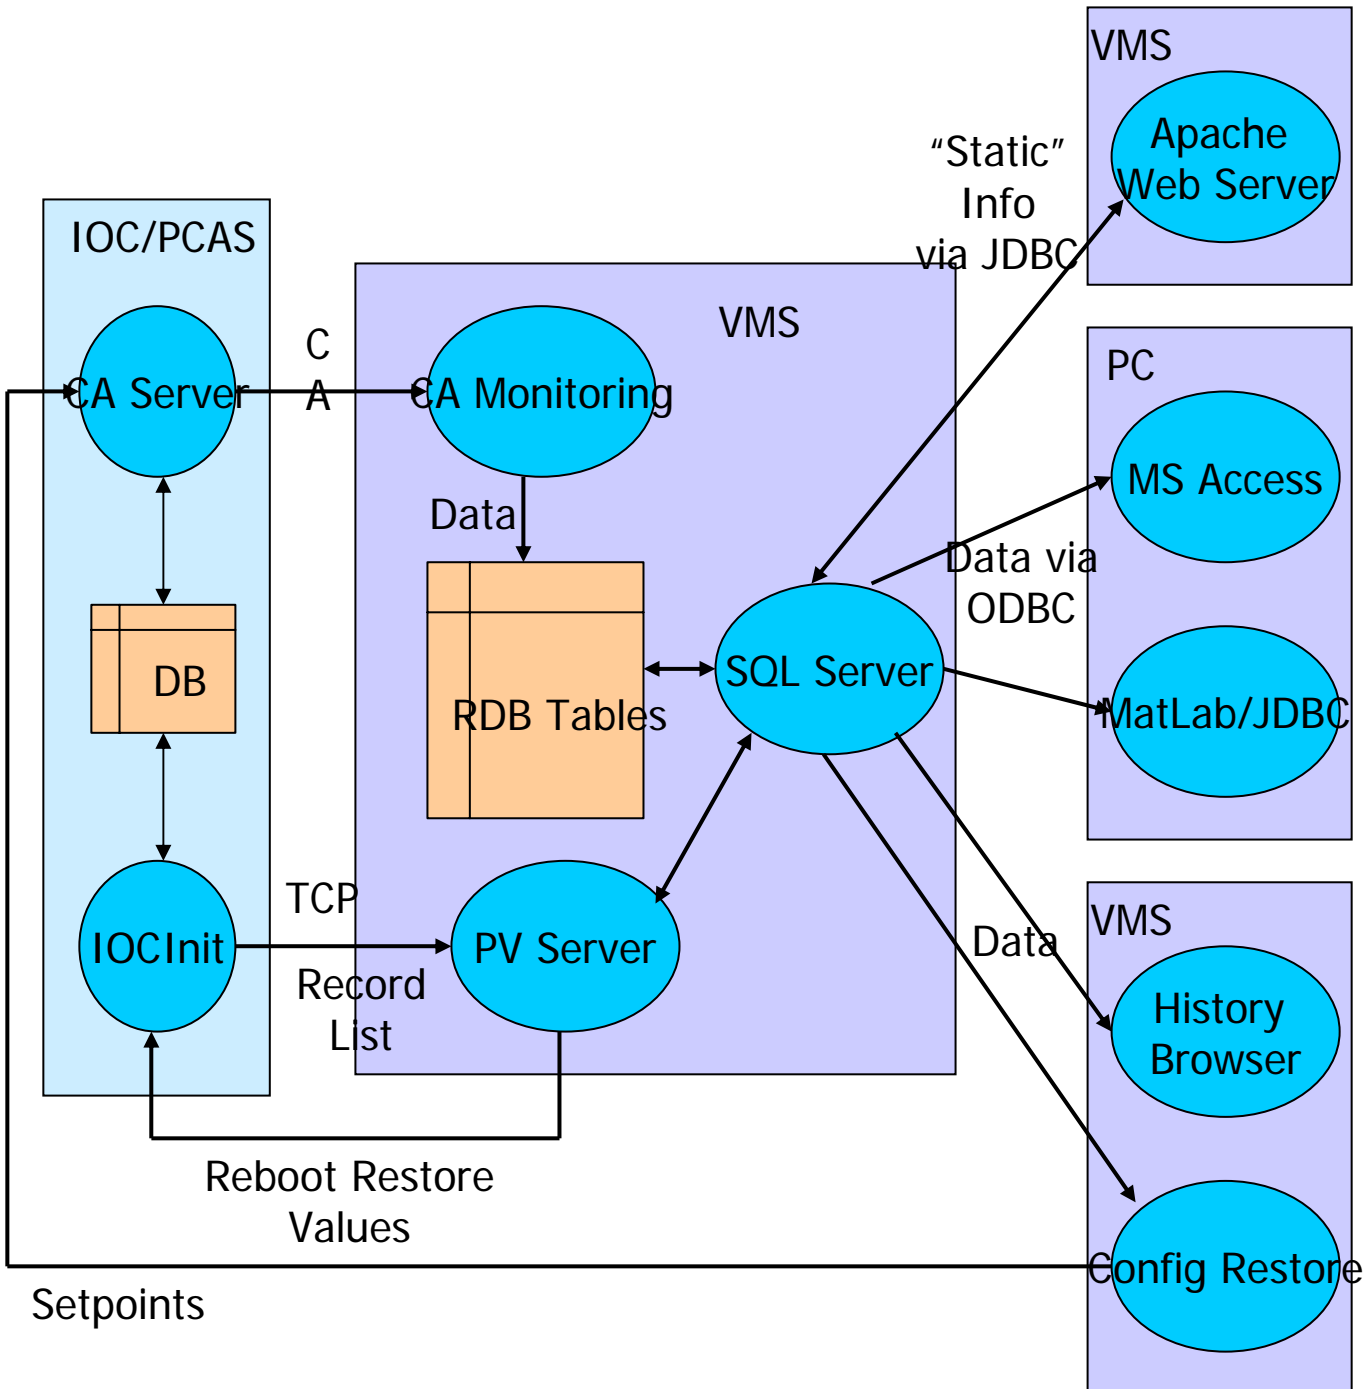 VMS
Apache
Web Server
“Static”
Info
via JDBC
IOC/PCAS
VMS
C
A
CA Server
CA Monitoring
PC
MS Access
Data
Data via
ODBC
DB
RDB Tables
SQL Server
MatLab/JDBC
TCP
IOCInit
PV Server
Record
List
Data
VMS
History
Browser
Reboot Restore
Values
Config Restore
Setpoints